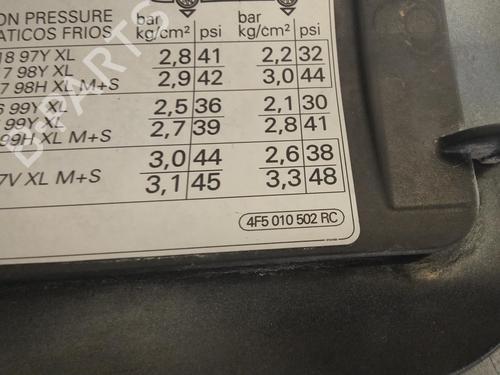 ON PRESSURE bar psi bar psi
ATICOS FRIOS kg/cm² kg/cm²
18 97Y XL 2,8 41 2,2 32
7 98Y XL
7 98H XL M+S 2,9 42 3,0 44
6 99Y XL 2,5 36 2,1 30
99Y XL
99H XL M+S 2,7 39 2,8 41
3,0 44 2,6 38
7V XL M+S
3,1 45 3,3 48
4F5 010 502 RC